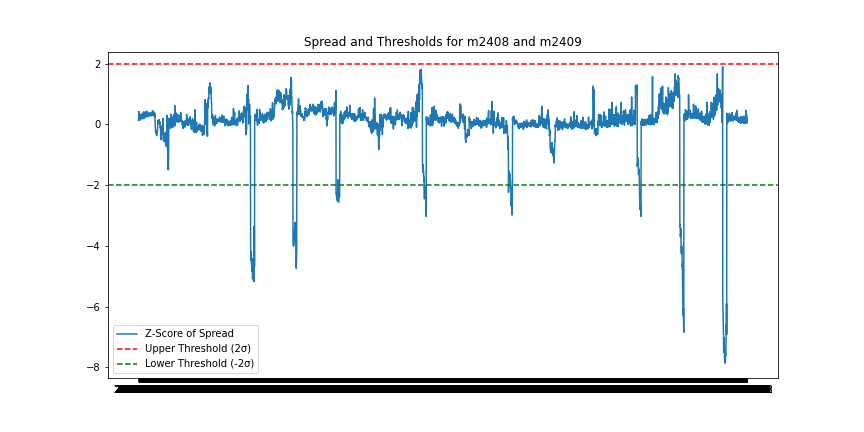 Spread and Thresholds for m2408 and m2409
2
0
−2
−4
−6
−8
Z-Score of Spread
Upper Threshold (2σ)
Lower Threshold (-2σ)